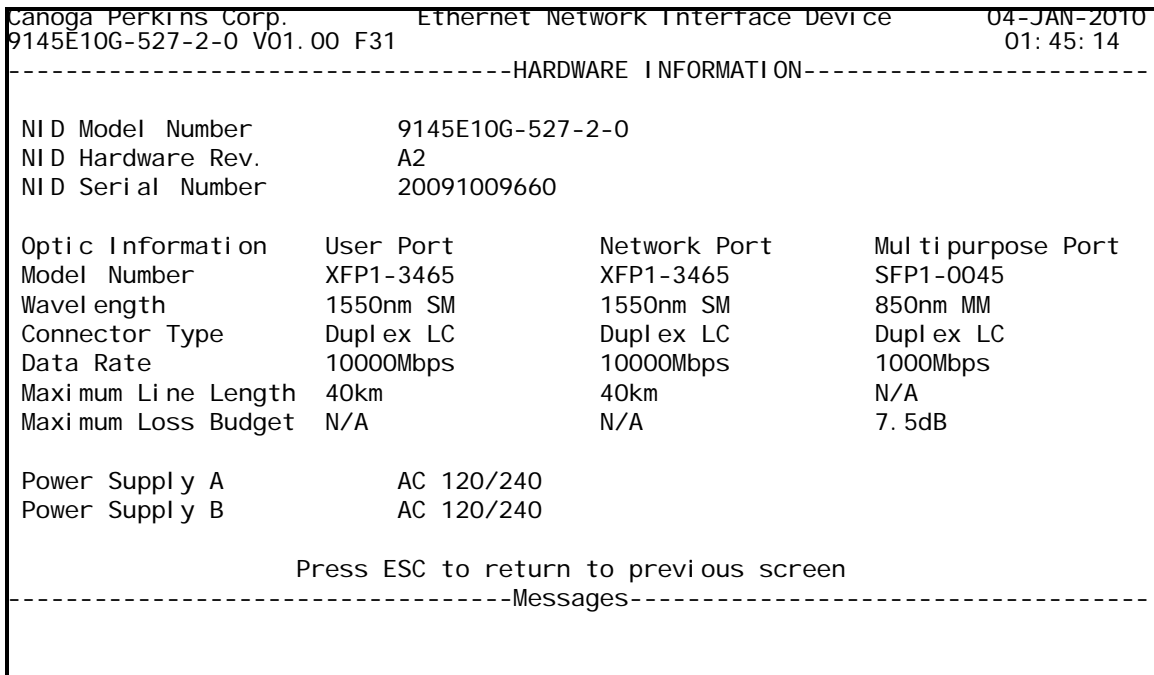 Canoga Perkins Corp. Ethernet Network Interface Device 04-JAN-2010
9145E10G-527-2-0 V01.00 F31 01:45:14
-----------------------------------HARDWARE INFORMATION------------------------
NID Model Number 9145E10G-527-2-0
NID Hardware Rev. A2
NID Serial Number 20091009660
Optic Information User Port Network Port Multipurpose Port
Model Number XFP1-3465 XFP1-3465 SFP1-0045
Wavelength 1550nm SM 1550nm SM 850nm MM
Connector Type Duplex LC Duplex LC Duplex LC
Data Rate 10000Mbps 10000Mbps 1000Mbps
Maximum Line Length 40km 40km N/A
Maximum Loss Budget N/A N/A 7.5dB
Power Supply A AC 120/240
Power Supply B AC 120/240
Press ESC to return to previous screen
-----------------------------------Messages------------------------------------